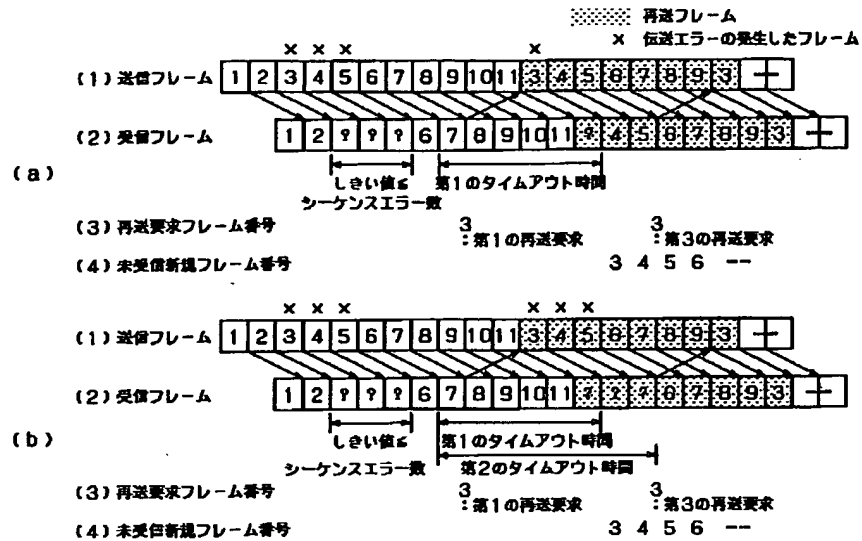 再送フレーム
× 伝送エラーの発生したフレーム
× × × ×
(1) 送信フレーム 1 2 3 4 5 6 7 8 9 10 11 3 4 5 6 7 8 9 3
(2) 受信フレーム 1 2 ? ? ? 6 7 8 9 10 11 ? 4 5 6 7 8 9 3
(a)
しきい値≦ 第1のタイムアウト時間
シーケンスエラー数
(3) 再送要求フレーム番号 3:第1の再送要求 3:第3の再送要求
(4) 未受信新規フレーム番号 3 4 5 6 --
× × × × × ×
(1) 送信フレーム 1 2 3 4 5 6 7 8 9 10 11 3 4 5 6 7 8 9 3
(2) 受信フレーム 1 2 ? ? ? 6 7 8 9 10 11 ? ? ? 6 7 8 9 3
(b)
しきい値≦ 第1のタイムアウト時間
シーケンスエラー数 第2のタイムアウト時間
(3) 再送要求フレーム番号 3:第1の再送要求 3:第3の再送要求
(4) 未受信新規フレーム番号 3 4 5 6 --